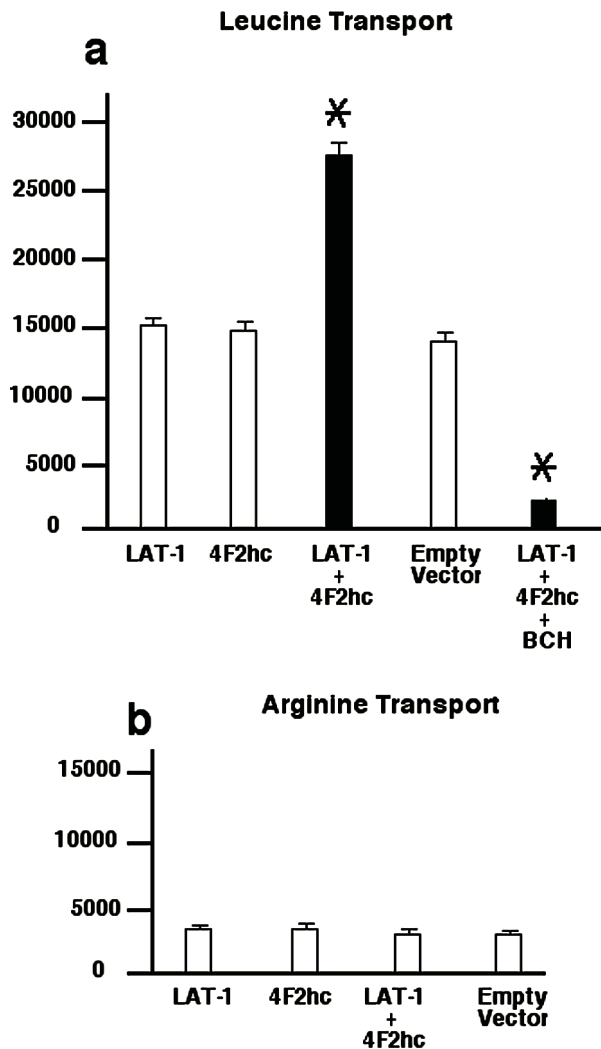 Leucine Transport
a
30000
25000
20000
15000
10000
5000
0
LAT-1
4F2hc
LAT-1
+
4F2hc
Empty
Vector
LAT-1
+
4F2hc
+
BCH
Arginine Transport
b
15000
10000
5000
0
LAT-1
4F2hc
LAT-1
+
4F2hc
Empty
Vector